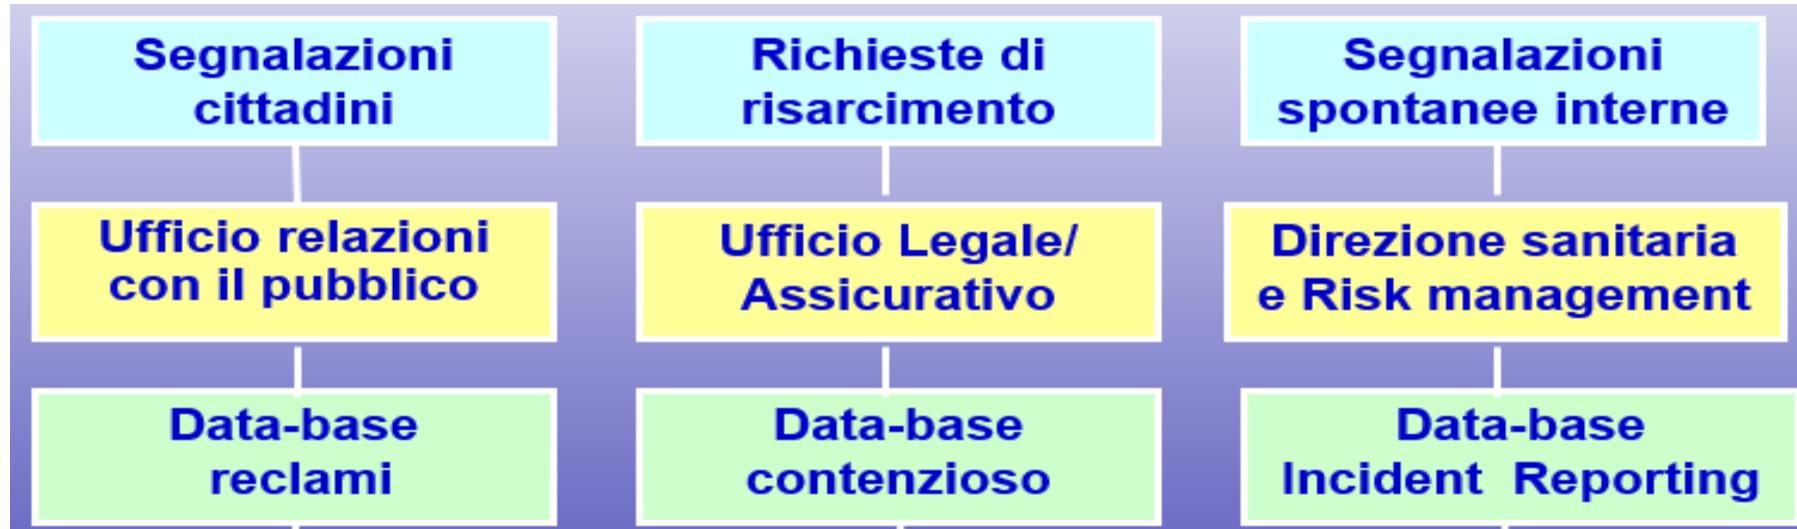 Segnalazioni
cittadini
Richieste di
risarcimento
Segnalazioni
spontanee interne
Ufficio relazioni
con il pubblico
Ufficio Legale/
Assicurativo
Direzione sanitaria
e Risk management
Data-base
reclami
Data-base
contenzioso
Data-base
Incident Reporting